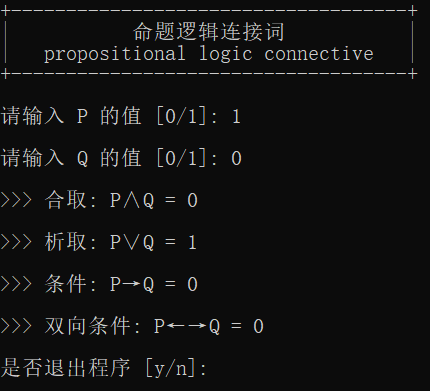 命题逻辑连接词
propositional logic connective
请输入 P 的值 [0/1]: 1
请输入 Q 的值 [0/1]: 0
>>> 合取: P∧Q = 0
>>> 析取: P∨Q = 1
>>> 条件: P→Q = 0
>>> 双向条件: P←→Q = 0
是否退出程序 [y/n]: